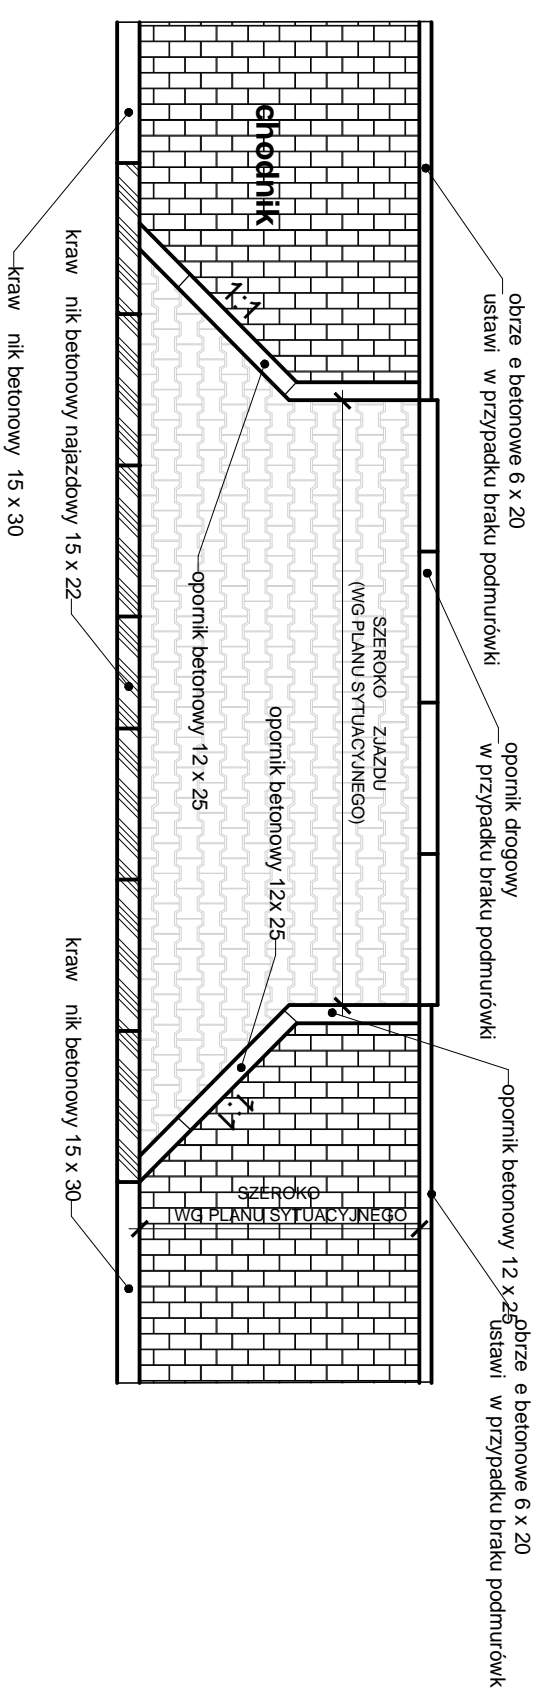 obrze e betonowe 6 x 20
ustawi w przypadku braku podmurówki
opornik drogowy
w przypadku braku podmurówki
opornik betonowy 12 x 25
obrze e betonowe 6 x 20
ustawi w przypadku braku podmurówk
chodnik
1:1
SZEROKO ZJAZDU
(WG PLANU SYTUACYJNEGO)
opornik betonowy 12 x 25
opornik betonowy 12x 25
1:1
SZEROKO
WG PLANU SYTUACYJNEGO
kraw nik betonowy najazdowy 15 x 22
kraw nik betonowy 15 x 30
kraw nik betonowy 15 x 30